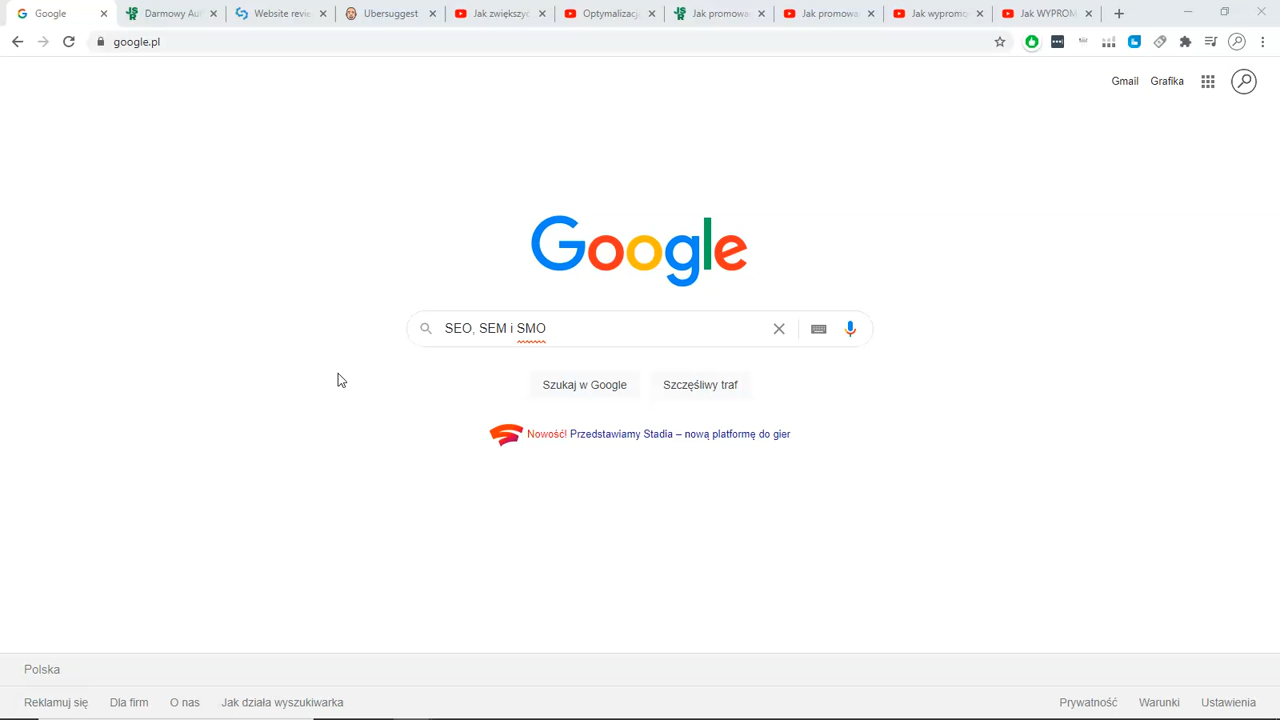 Google
Darmowy Au
Website revie
Ubersuggest
Jak zwiększyć
Optymalizacj
Jak promowa
Jak promowa
Jak wypromo
Jak WYPROM
google.pl
Gmail
Grafika
Google
SEO, SEM i SMO
Szukaj w Google
Szczęśliwy traf
Nowość! Przedstawiamy Stadia – nową platformę do gier
Polska
Reklamuj się
Dla firm
O nas
Jak działa wyszukiwarka
Prywatność
Warunki
Ustawienia